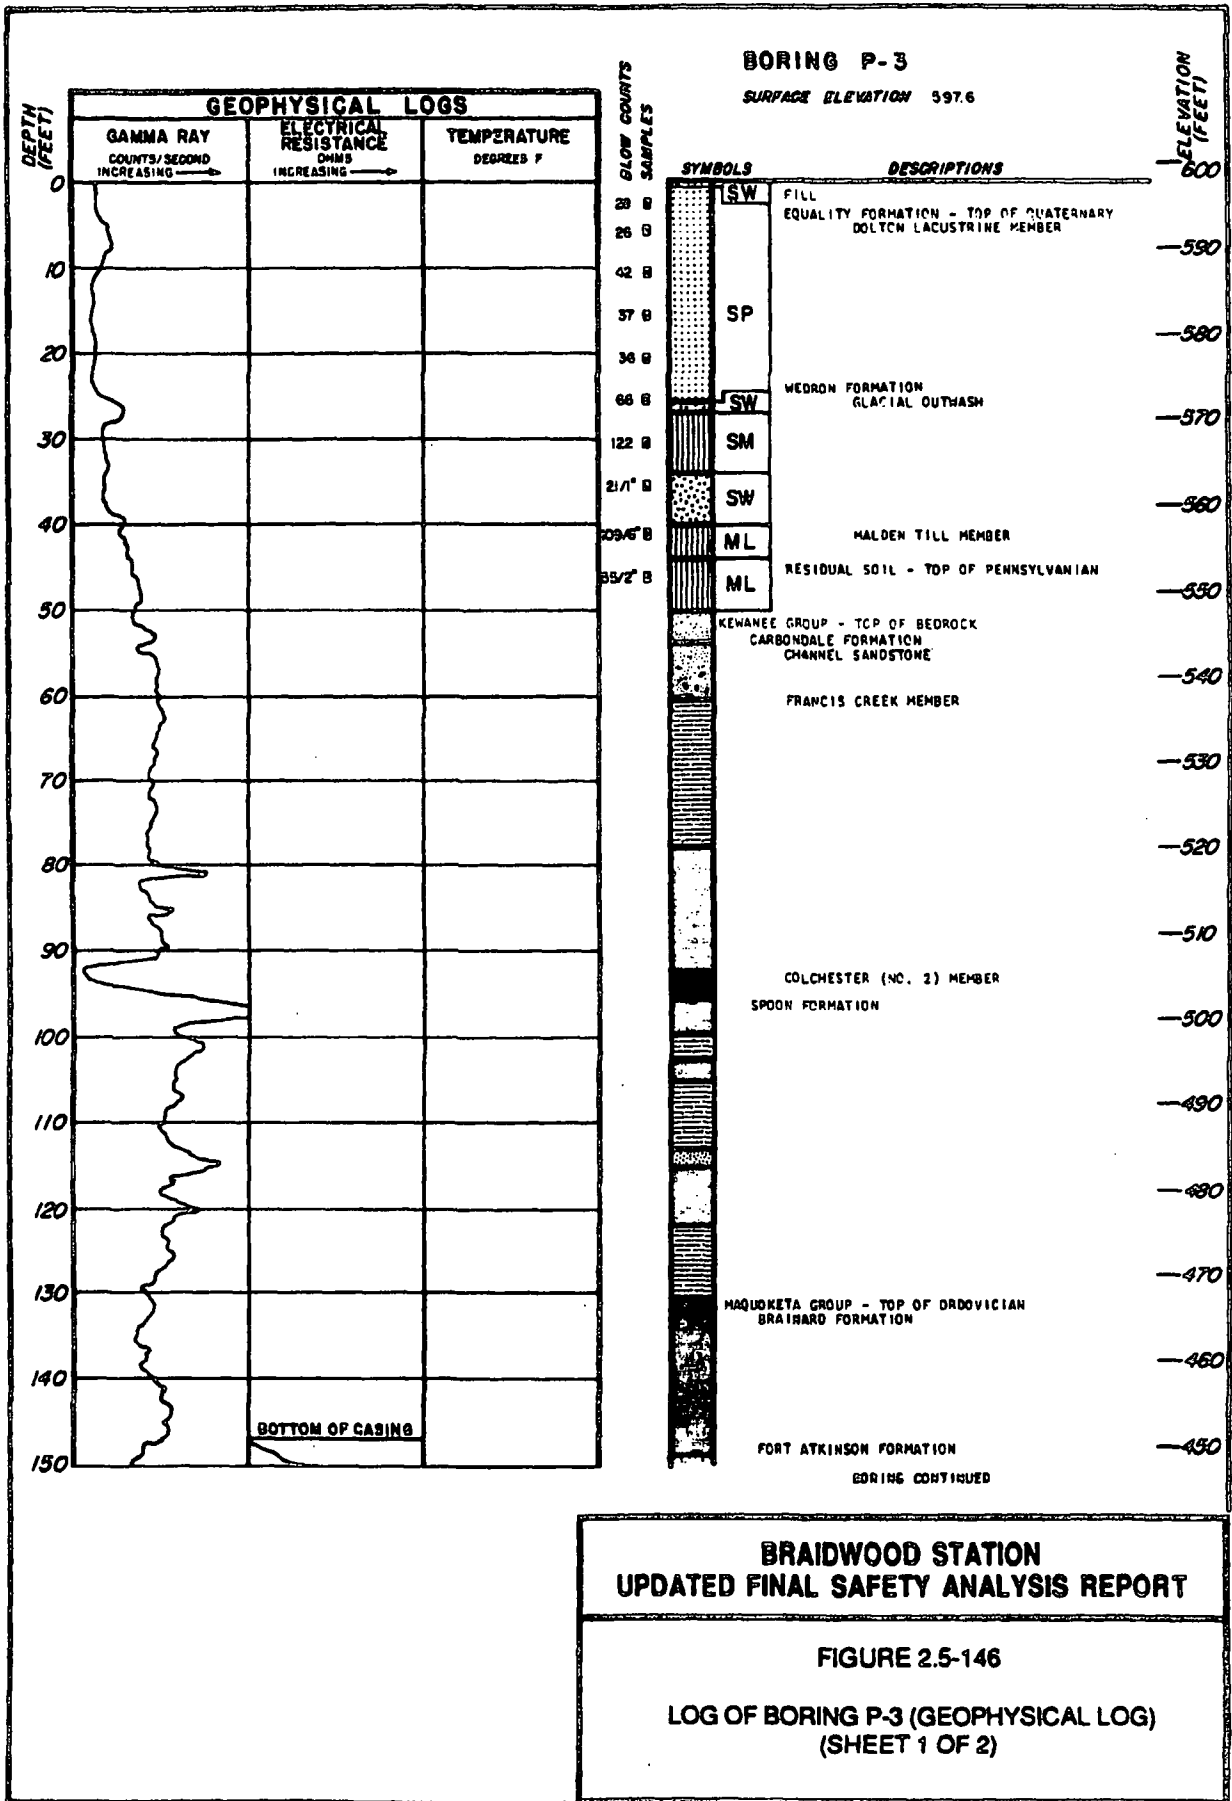 BORING P-3
SURFACE ELEVATION 597.6
DEPTH (FEET)
GEOPHYSICAL LOGS
GAMMA RAY
COUNTS/SECOND
INCREASING
ELECTRICAL RESISTANCE
OHMS
INCREASING
TEMPERATURE
DEGREES F
BLOW COUNTS
SAMPLES
SYMBOLS
DESCRIPTIONS
ELEVATION (FEET)
0
10
20
30
40
50
60
70
80
90
100
110
120
130
140
150
BOTTOM OF CASING
26
42
37
36
66
122
21/1"
SW
SP
SW
SM
SW
ML
ML
FILL
EQUALITY FORMATION - TOP OF QUATERNARY
DOLTON LACUSTRINE MEMBER
WEDRON FORMATION
GLACIAL OUTWASH
MALDEN TILL MEMBER
RESIDUAL SOIL - TOP OF PENNSYLVANIAN
KEWANEE GROUP - TOP OF BEDROCK
CARBONDALE FORMATION
CHANNEL SANDSTONE
FRANCIS CREEK MEMBER
COLCHESTER (NO. 2) MEMBER
SPOON FORMATION
MAQUOKETA GROUP - TOP OF ORDOVICIAN
BRAINARD FORMATION
FORT ATKINSON FORMATION
BORING CONTINUED
600
590
580
570
560
550
540
530
520
510
500
490
480
470
460
450
BRAIDWOOD STATION
UPDATED FINAL SAFETY ANALYSIS REPORT
FIGURE 2.5-146
LOG OF BORING P-3 (GEOPHYSICAL LOG)
(SHEET 1 OF 2)